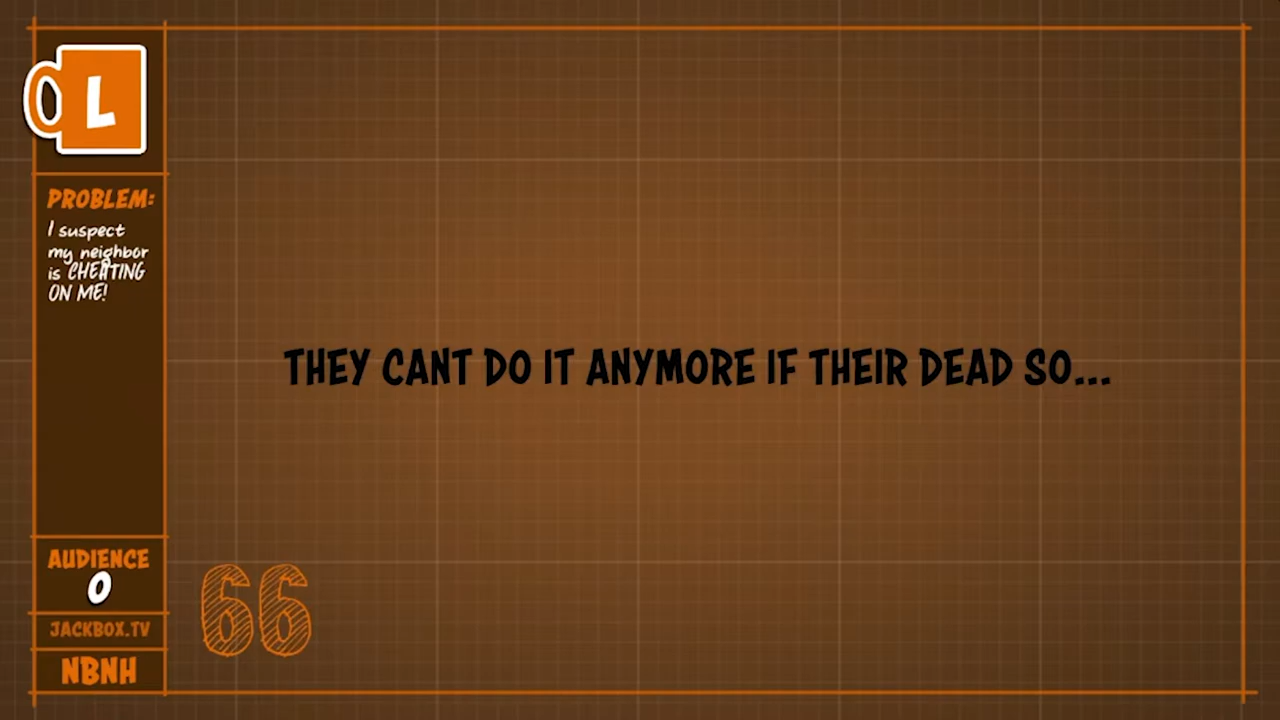 L
PROBLEM:
I suspect
my neighbor
is CHEATING
ON ME!
THEY CANT DO IT ANYMORE IF THEIR DEAD SO...
AUDIENCE
0
JACKBOX.TV
NBNH
66